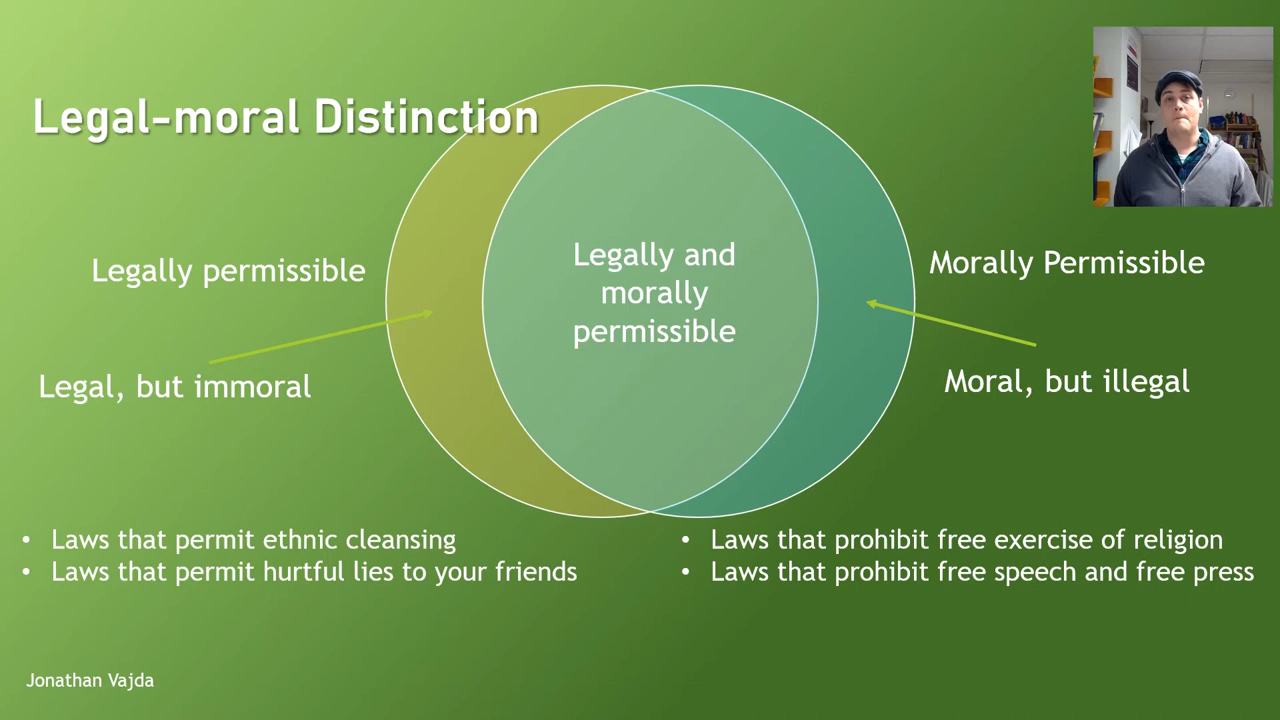 Legal-moral Distinction
Legally permissible
Legal, but immoral
Legally and
morally
permissible
Morally Permissible
Moral, but illegal
• Laws that permit ethnic cleansing
• Laws that permit hurtful lies to your friends
• Laws that prohibit free exercise of religion
• Laws that prohibit free speech and free press
Jonathan Vajda